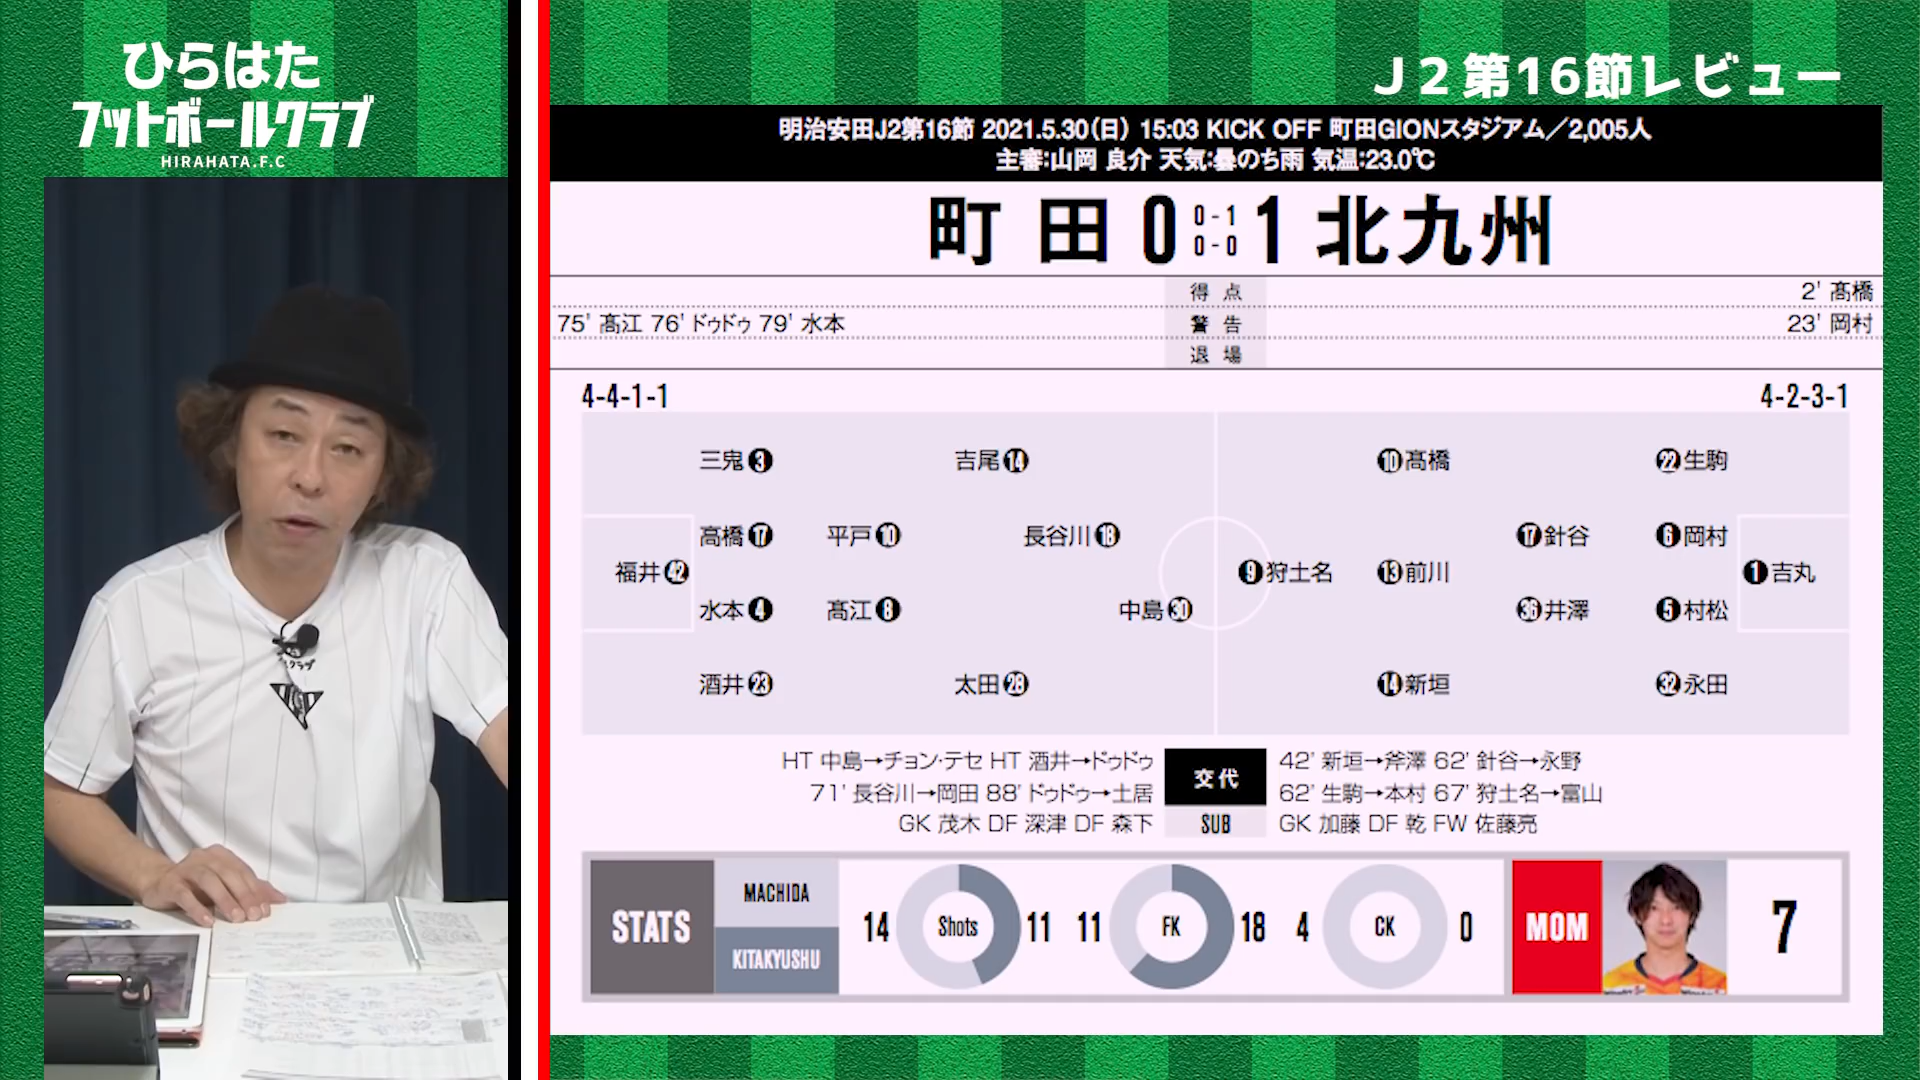 ひらはた
フットボールクラブ
HIRAHATA.F.C
J2第16節レビュー
明治安田J2第16節 2021.5.30(日) 15:03 KICK OFF 町田GIONスタジアム/2,005人
主審:山岡 良介 天気:曇のち雨 気温:23.0℃
町田 0 0-1 1 北九州
0-0
得点 2' 髙橋
75' 髙江 76' ドゥドゥ 79' 水本 警告 23' 岡村
退場
4-4-1-1 4-2-3-1
三鬼 3 吉尾 14 10 髙橋 22 生駒
高橋 17 平戸 10 長谷川 18 17 針谷 6 岡村
福井 42 9 狩土名 13 前川 1 吉丸
水本 4 髙江 8 中島 30 36 井澤 5 村松
酒井 23 太田 28 14 新垣 32 永田
HT 中島→チョン・テセ HT 酒井→ドゥドゥ 交代 42' 新垣→斧澤 62' 針谷→永野
71' 長谷川→岡田 88' ドゥドゥ→土居 62' 生駒→本村 67' 狩土名→富山
GK 茂木 DF 深津 DF 森下 SUB GK 加藤 DF 乾 FW 佐藤亮
STATS MACHIDA 14 Shots 11 11 FK 18 4 CK 0 MOM 7
KITAKYUSHU
クラブ